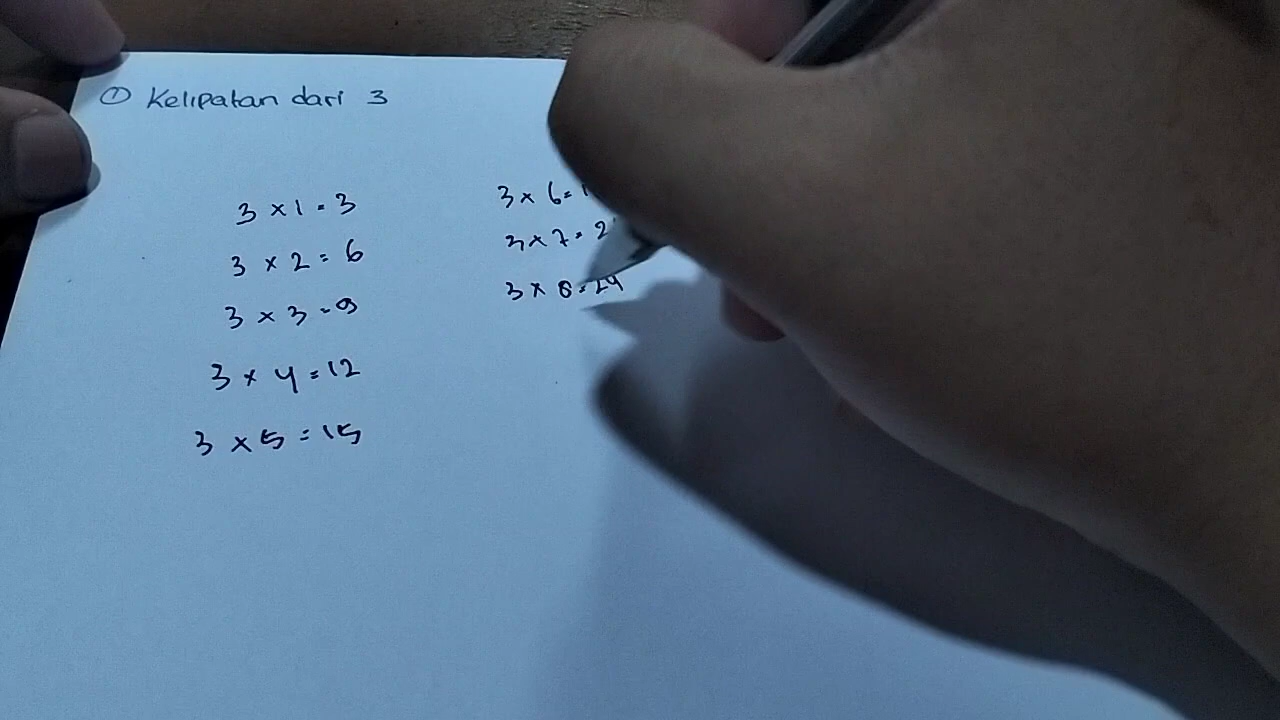 ① Kelipatan dari 3
3 × 1 = 3
3 × 2 = 6
3 × 3 = 9
3 × 4 = 12
3 × 5 = 15
3 × 6 =
3 × 7 =
3 × 8 = 24